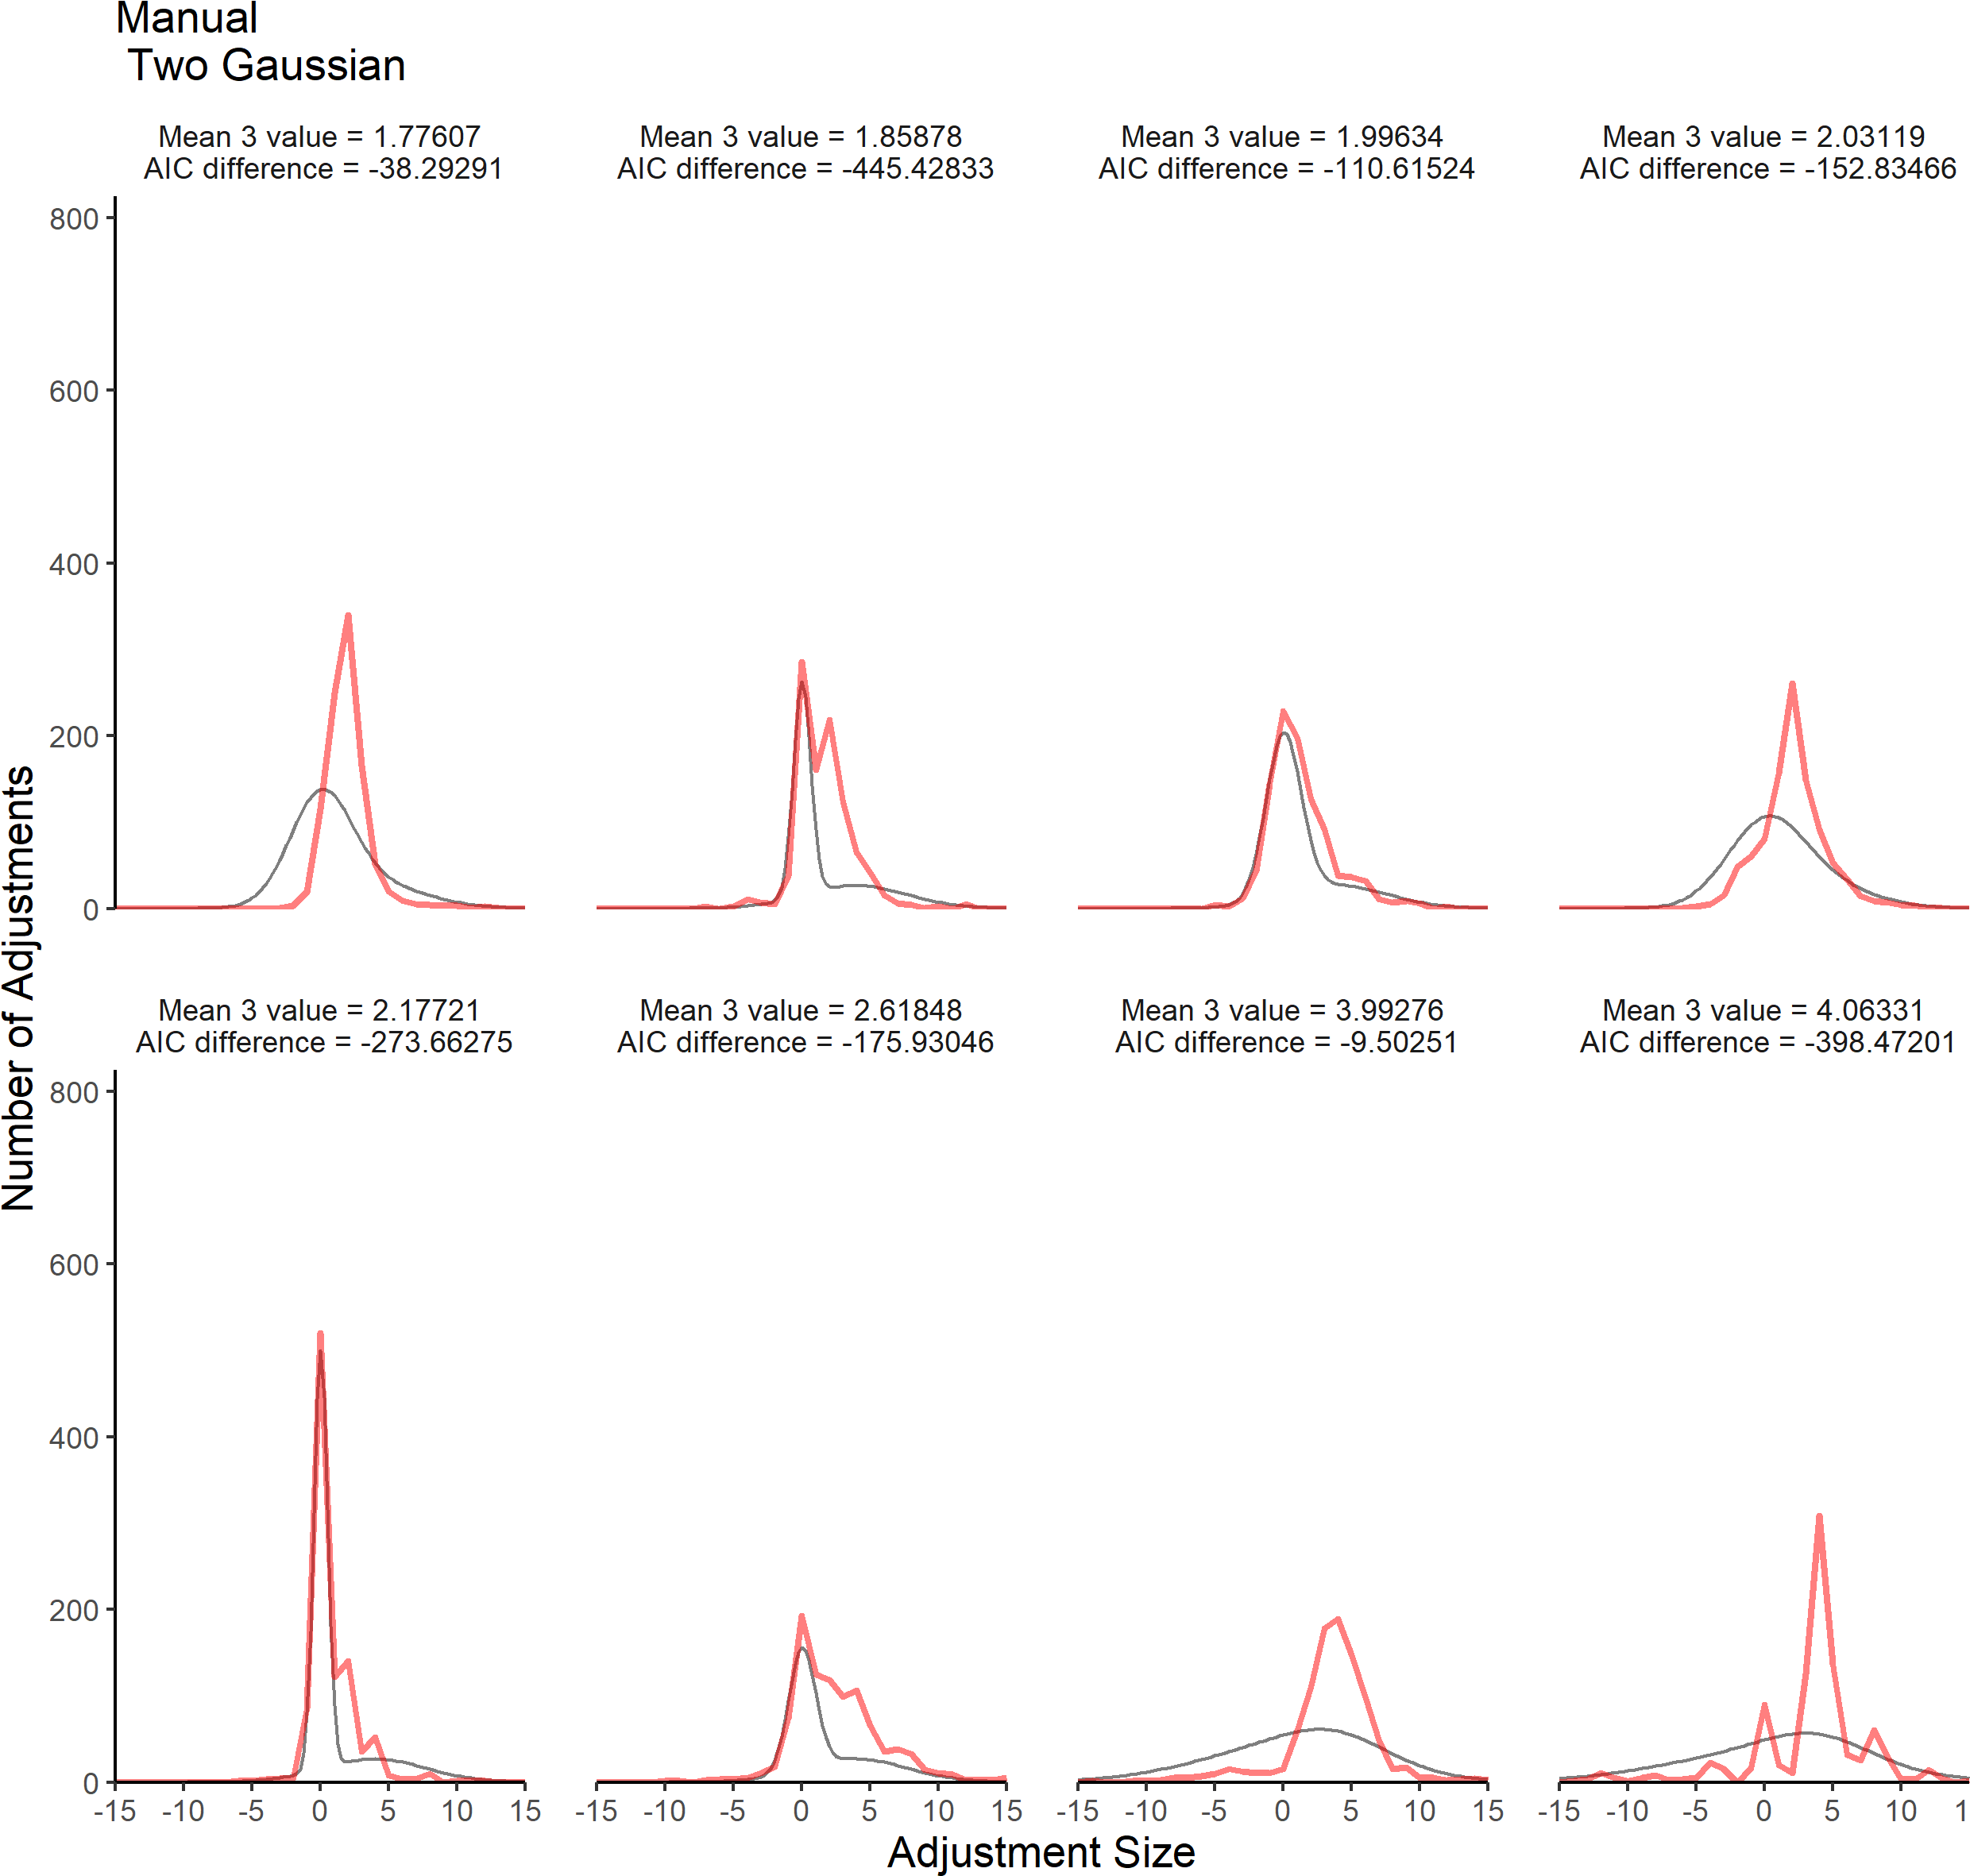 Manual
Two Gaussian
Mean 3 value = 1.77607
AIC difference = -38.29291
Mean 3 value = 1.85878
AIC difference = -445.42833
Mean 3 value = 1.99634
AIC difference = -110.61524
Mean 3 value = 2.03119
AIC difference = -152.83466
800
600
400
200
0
Mean 3 value = 2.17721
AIC difference = -273.66275
Mean 3 value = 2.61848
AIC difference = -175.93046
Mean 3 value = 3.99276
AIC difference = -9.50251
Mean 3 value = 4.06331
AIC difference = -398.47201
800
600
400
200
0
-15 -10 -5 0 5 10 15
-15 -10 -5 0 5 10 15
-15 -10 -5 0 5 10 15
-15 -10 -5 0 5 10 1
Adjustment Size
Number of Adjustments